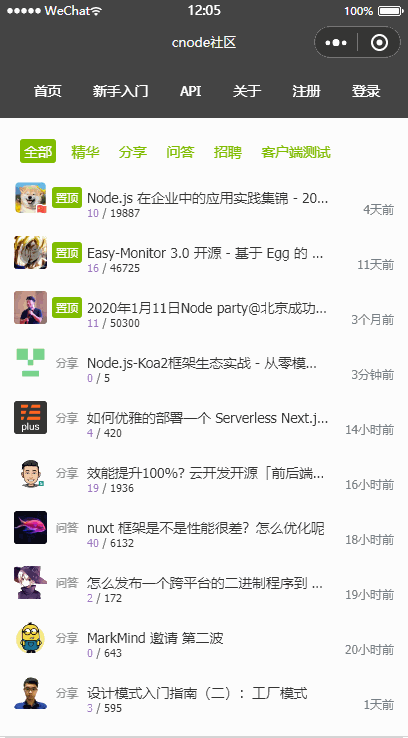 WeChat 12:05 100%
cnode社区
首页 新手入门 API 关于 注册 登录
全部 精华 分享 问答 招聘 客户端测试
置顶 Node.js 在企业中的应用实践集锦 - 20...
10 / 19887 4天前
置顶 Easy-Monitor 3.0 开源 - 基于 Egg 的 ...
16 / 46725 11天前
置顶 2020年1月11日Node party@北京成功...
11 / 50300 3个月前
分享 Node.js-Koa2框架生态实战 - 从零模...
0 / 5 3分钟前
plus 分享 如何优雅的部署一个 Serverless Next.j...
4 / 420 14小时前
分享 效能提升100%? 云开发开源「前后端...
19 / 1936 16小时前
问答 nuxt 框架是不是性能很差? 怎么优化呢
40 / 6132 18小时前
问答 怎么发布一个跨平台的二进制程序到 ...
2 / 172 19小时前
分享 MarkMind 邀请 第二波
0 / 643 20小时前
分享 设计模式入门指南（二）: 工厂模式
3 / 595 1天前